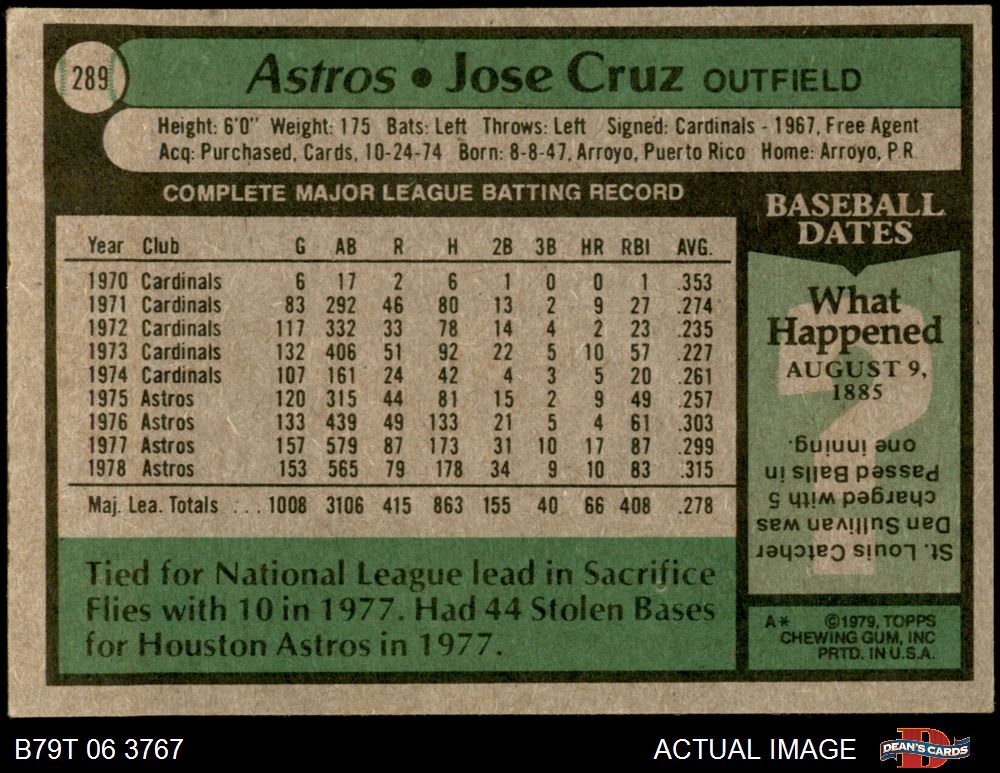 289
Astros • Jose Cruz OUTFIELD
Height: 6'0" Weight: 175 Bats: Left Throws: Left Signed: Cardinals - 1967, Free Agent
Acq: Purchased, Cards, 10-24-74 Born: 8-8-47, Arroyo, Puerto Rico Home: Arroyo, P.R
COMPLETE MAJOR LEAGUE BATTING RECORD
Year Club G AB R H 2B 3B HR RBI AVG.
1970 Cardinals 6 17 2 6 1 0 0 1 .353
1971 Cardinals 83 292 46 80 13 2 9 27 .274
1972 Cardinals 117 332 33 78 14 4 2 23 .235
1973 Cardinals 132 406 51 92 22 5 10 57 .227
1974 Cardinals 107 161 24 42 4 3 5 20 .261
1975 Astros 120 315 44 81 15 2 9 49 .257
1976 Astros 133 439 49 133 21 5 4 61 .303
1977 Astros 157 579 87 173 31 10 17 87 .299
1978 Astros 153 565 79 178 34 9 10 83 .315
Maj. Lea. Totals . . . 1008 3106 415 863 155 40 66 408 .278
Tied for National League lead in Sacrifice
Flies with 10 in 1977. Had 44 Stolen Bases
for Houston Astros in 1977.
BASEBALL
DATES
What
Happened
AUGUST 9,
1885
?
St. Louis Catcher
Dan Sullivan was
charged with 5
Passed Balls in
one inning.
A* ©1979, TOPPS
CHEWING GUM, INC
PRTD. IN U.S.A.
B79T 06 3767
ACTUAL IMAGE
DEAN'S CARDS